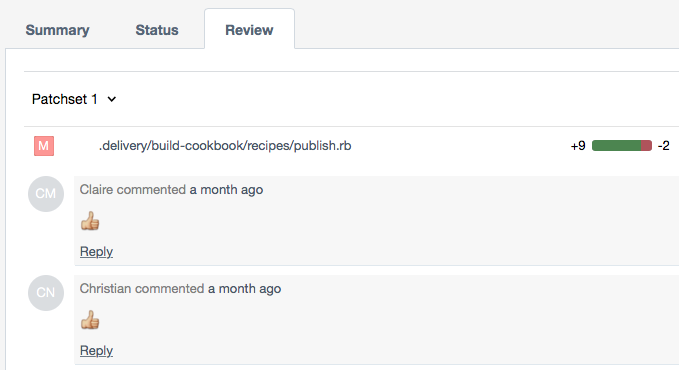 Summary Status Review
Patchset 1
M .delivery/build-cookbook/recipes/publish.rb +9 -2
CM Claire commented a month ago
👍🏼
Reply
CN Christian commented a month ago
👍🏼
Reply